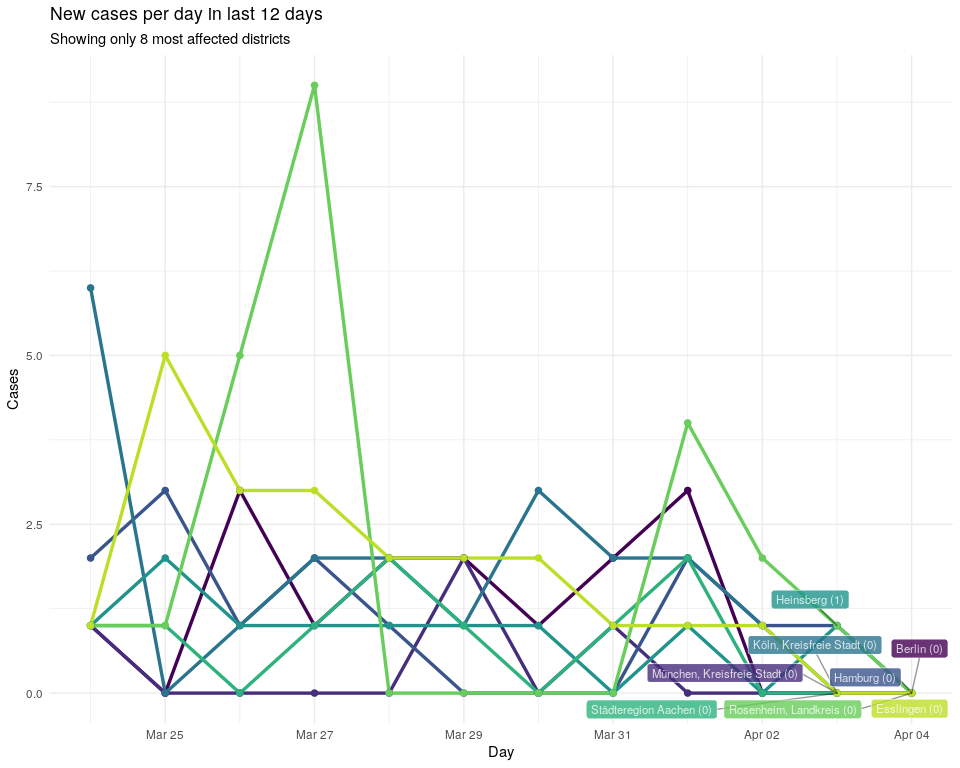 New cases per day in last 12 days
Showing only 8 most affected districts
Cases
7.5
5.0
2.5
0.0
Heinsberg (1)
Köln, Kreisfreie Stadt (0)
Berlin (0)
München, Kreisfreie Stadt (0)
Hamburg (0)
Städteregion Aachen (0)
Rosenheim, Landkreis (0)
Esslingen (0)
Mar 25
Mar 27
Mar 29
Mar 31
Apr 02
Apr 04
Day